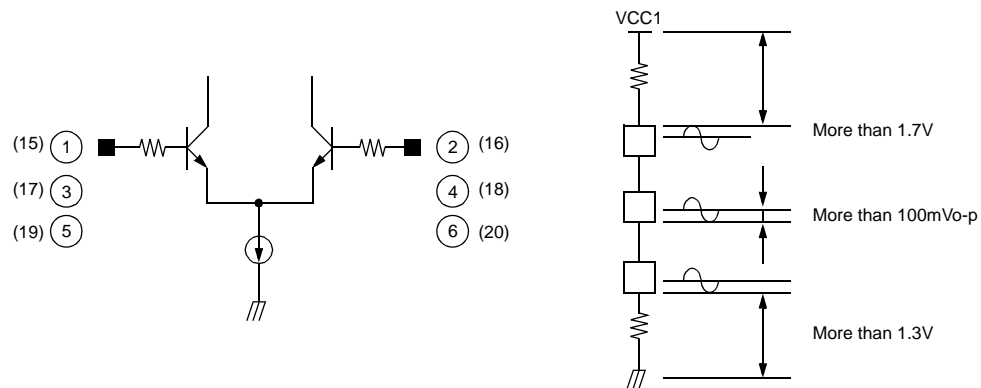 VCC1
(15) 1
2 (16)
(17) 3
4 (18)
(19) 5
6 (20)
More than 1.7V
More than 100mVo-p
More than 1.3V